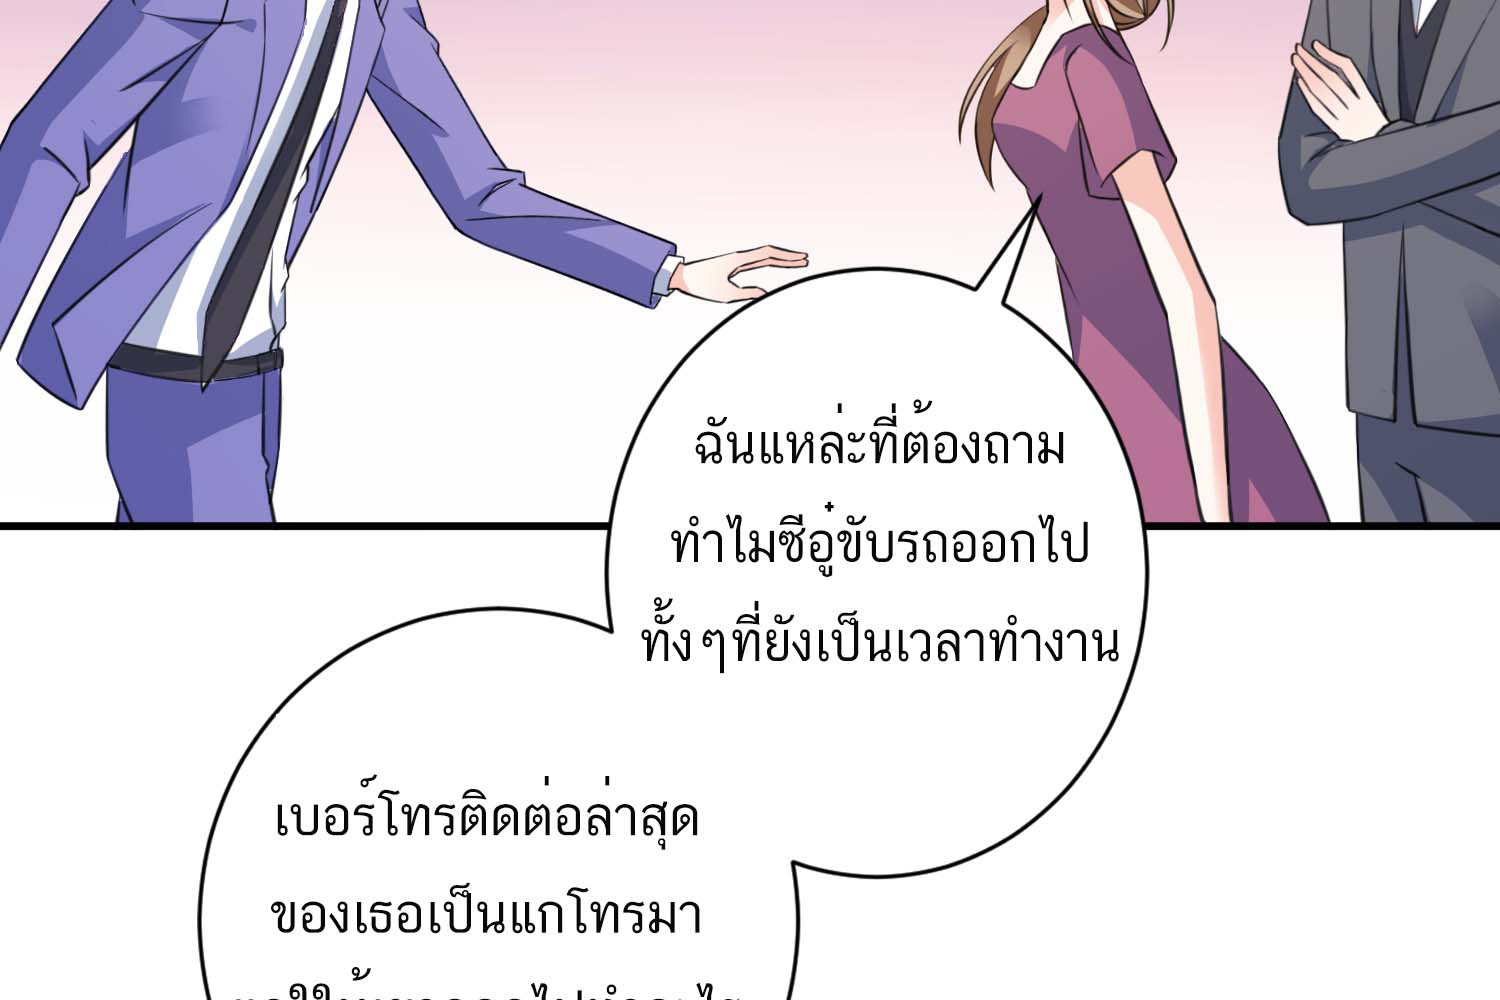 ฉันแหล่ะที่ต้องถาม
ทำไมซีอู๋ขับรถออกไป
ทั้งๆที่ยังเป็นเวลาทำงาน
เบอร์โทรติดต่อล่าสุด
ของเธอเป็นแกโทรมา